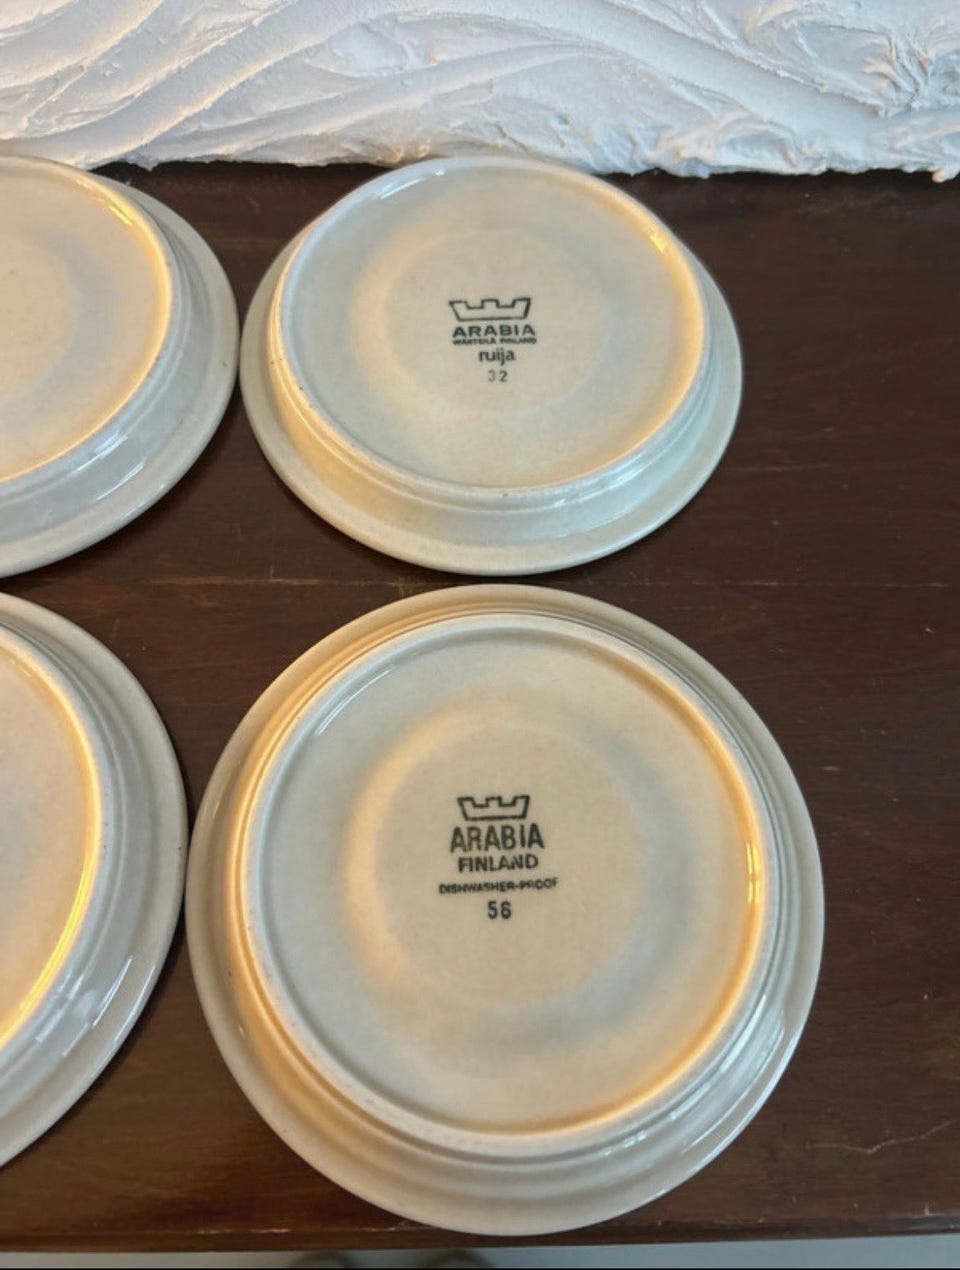 ARABIA
WÄRTSILÄ FINLAND
ruija
32
ARABIA
FINLAND
DISHWASHER-PROOF
56